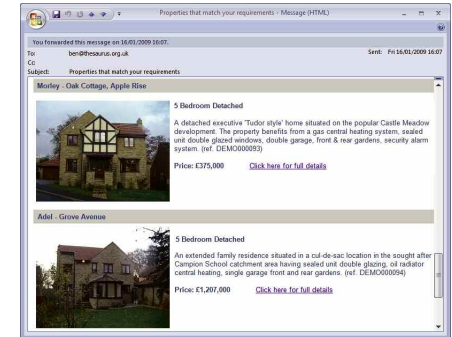 Properties that match your requirements - Message (HTML)
You forwarded this message on 16/01/2009 16:07.
To: ben@thesaurus.org.uk Sent: Fri 16/01/2009 16:07
Cc:
Subject: Properties that match your requirements
Morley - Oak Cottage, Apple Rise
5 Bedroom Detached
A detached executive 'Tudor style' home situated on the popular Castle Meadow
development. The property benefits from a gas central heating system, sealed
unit double glazed windows, double garage, front & rear gardens, security alarm
system. (ref. DEMO000093)
Price: £375,000 Click here for full details
Adel - Grove Avenue
5 Bedroom Detached
An extended family residence situated in a cul-de-sac location in the sought after
Campion School catchment area having sealed unit double glazing, oil radiator
central heating, single garage front and rear gardens. (ref. DEMO000094)
Price: £1,207,000 Click here for full details